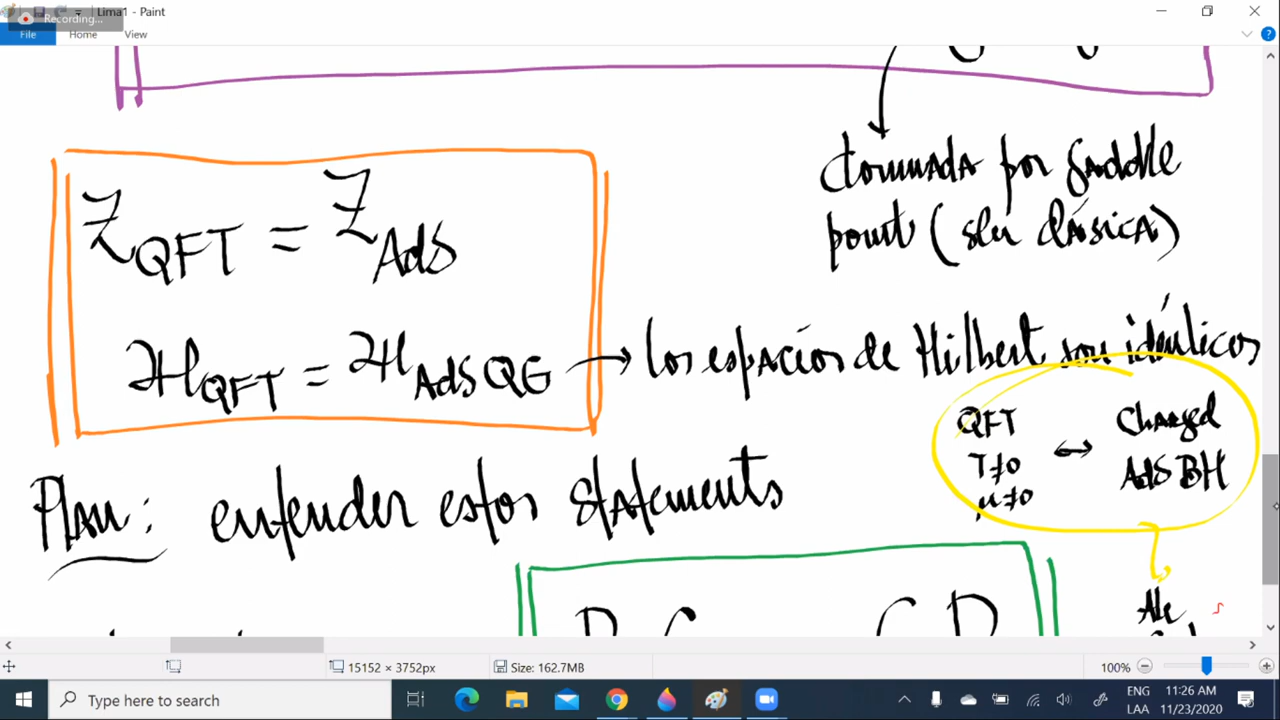 Recording...
Lima1 - Paint
File Home View
dominada por saddle
point (sln clásica)
Z_QFT = Z_AdS
H_QFT = H_AdS QG → los espacios de Hilbert son idénticos
QFT ↔ Charged
T≠0 AdS BH
μ≠0
Plan: entender estos statements
Ale
15152 × 3752px
Size: 162.7MB
100%
Type here to search
ENG 11:26 AM
LAA 11/23/2020